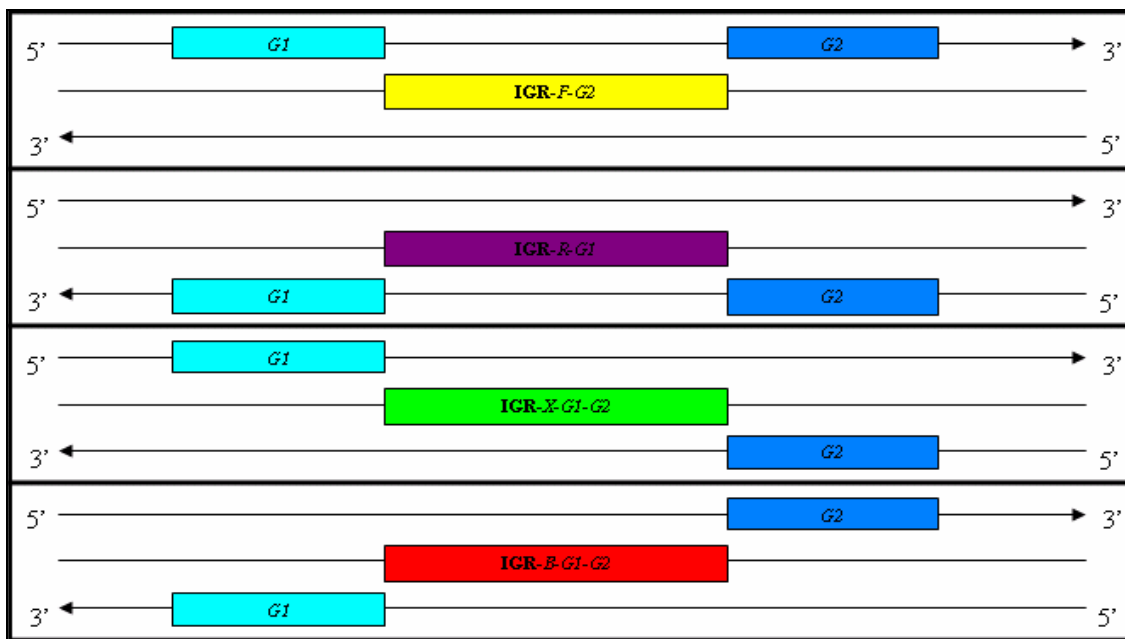 5’ G1 G2 3’
IGR-F-G2
3’ 5’
5’ 3’
IGR-R-G1
3’ G1 G2 5’
5’ G1 3’
IGR-X-G1-G2
3’ G2 5’
5’ G2 3’
IGR-B-G1-G2
3’ G1 5’